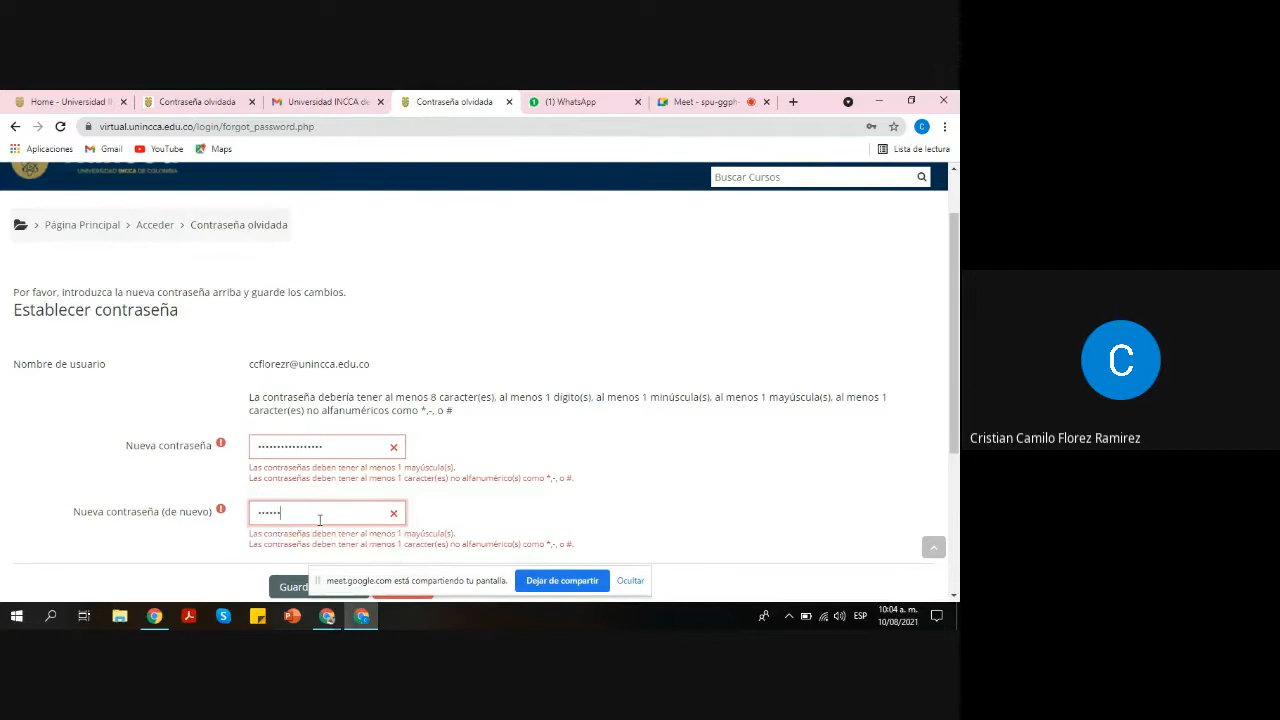 Home - Universidad I
Contraseña olvidada
Universidad INCCA de
Contraseña olvidada
(1) WhatsApp
Meet - spu-ggph-
virtual.unincca.edu.co/login/forgot_password.php
C
Aplicaciones
Gmail
YouTube
Maps
Lista de lectura
UNIVERSIDAD INCCA DE COLOMBIA
Buscar Cursos
Página Principal
Acceder
Contraseña olvidada
Por favor, introduzca la nueva contraseña arriba y guarde los cambios.
Establecer contraseña
Nombre de usuario
ccflorezr@unincca.edu.co
La contraseña debería tener al menos 8 caracter(es), al menos 1 dígito(s), al menos 1 minúscula(s), al menos 1 mayúscula(s), al menos 1
caracter(es) no alfanuméricos como *,-, o #
Nueva contraseña
Las contraseñas deben tener al menos 1 mayúscula(s).
Las contraseñas deben tener al menos 1 caracter(es) no alfanumérico(s) como *,-, o #.
Nueva contraseña (de nuevo)
Las contraseñas deben tener al menos 1 mayúscula(s).
Las contraseñas deben tener al menos 1 caracter(es) no alfanumérico(s) como *,-, o #.
Guard
meet.google.com está compartiendo tu pantalla.
Dejar de compartir
Ocultar
ESP
10:04 a. m.
10/08/2021
C
Cristian Camilo Florez Ramirez